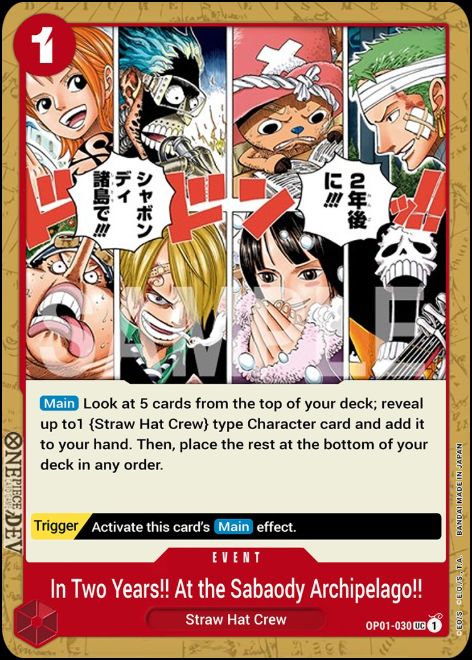 1
シャボン
ディ
諸島で!!!
2年後
に!!!
ドドン!!
SAMPLE
Main Look at 5 cards from the top of your deck; reveal
up to1 {Straw Hat Crew} type Character card and add it
to your hand. Then, place the rest at the bottom of your
deck in any order.
Trigger Activate this card's Main effect.
EVENT
In Two Years!! At the Sabaody Archipelago!!
Straw Hat Crew
OP01-030 UC 1
BANDAI MADE IN JAPAN